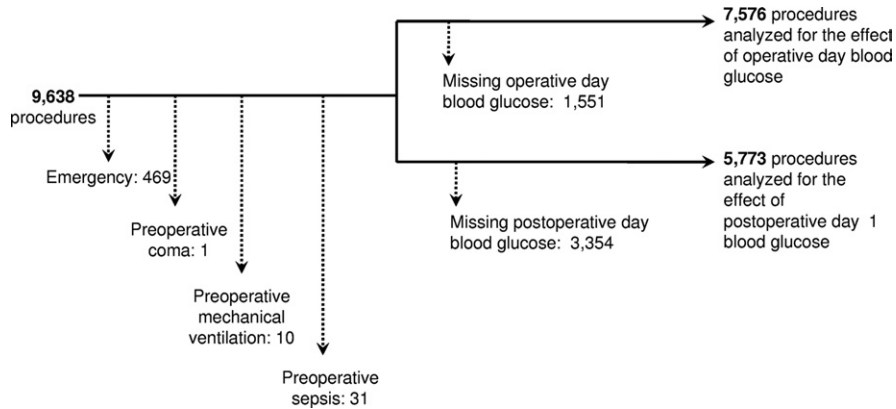 9,638
procedures
Emergency: 469
Preoperative
coma: 1
Preoperative
mechanical
ventilation: 10
Preoperative
sepsis: 31
Missing operative day
blood glucose: 1,551
7,576 procedures
analyzed for the effect
of operative day blood
glucose
Missing postoperative day
blood glucose: 3,354
5,773 procedures
analyzed for the
effect of
postoperative day 1
blood glucose